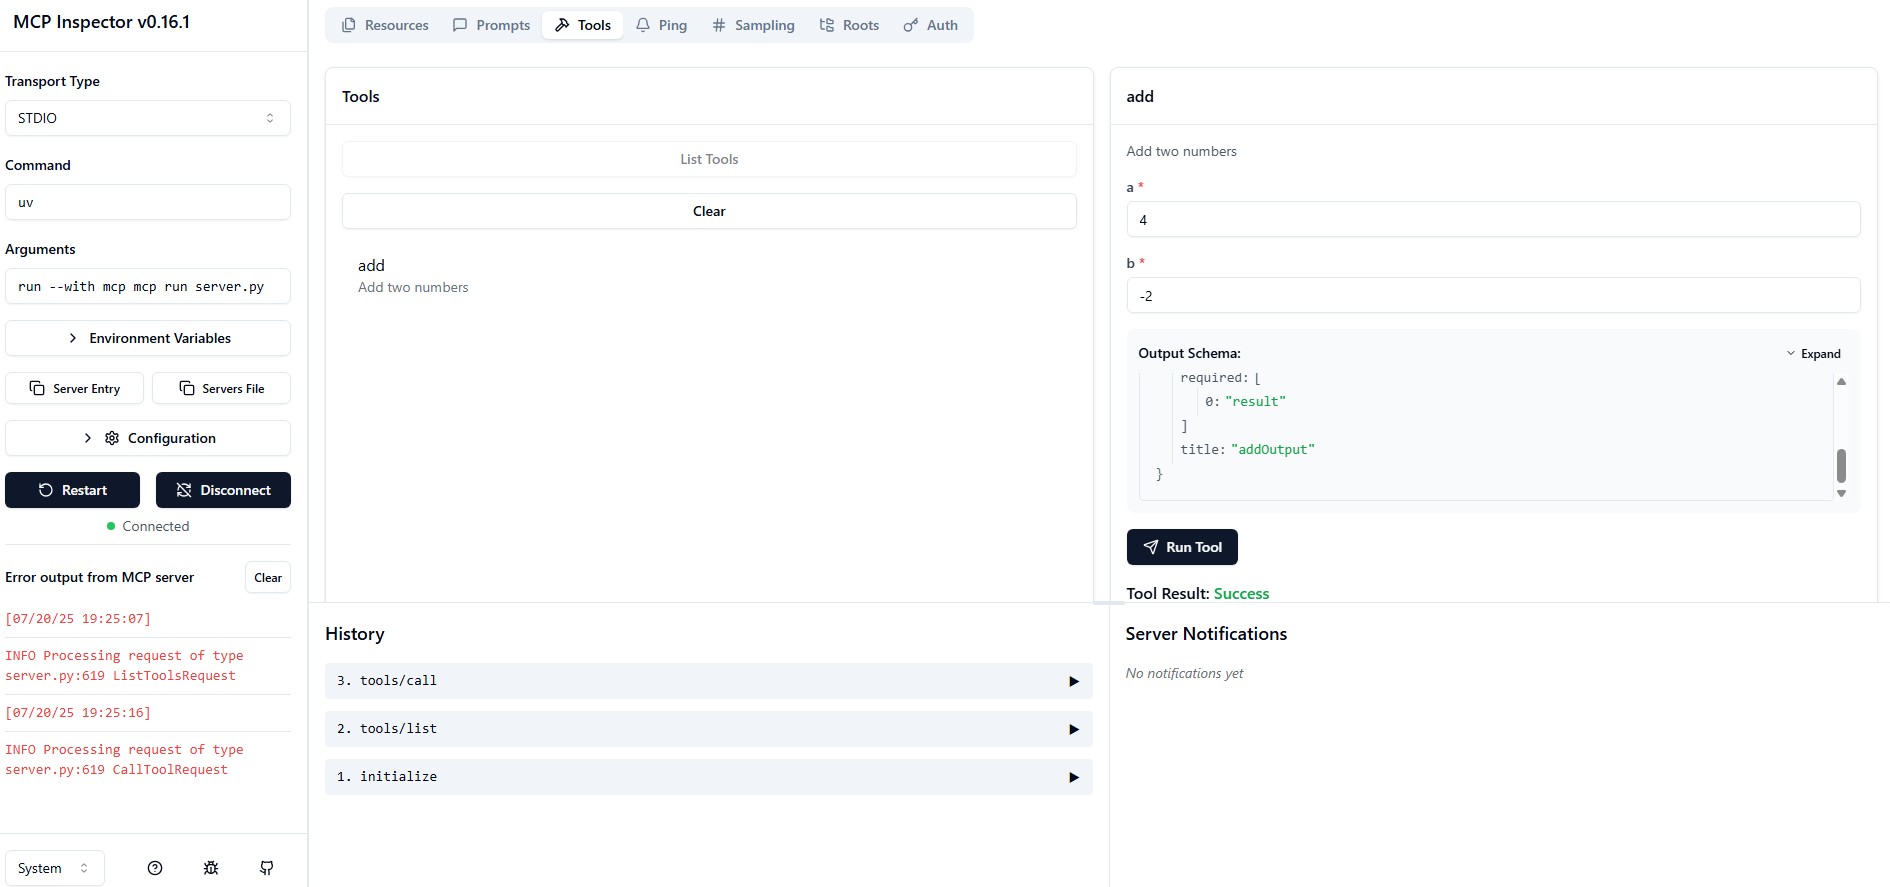 MCP Inspector v0.16.1
Transport Type
STDIO
Command
uv
Arguments
run --with mcp mcp run server.py
Environment Variables
Server Entry
Servers File
Configuration
Restart
Disconnect
Connected
Error output from MCP server
Clear
[07/20/25 19:25:07]
INFO Processing request of type
server.py:619 ListToolsRequest
[07/20/25 19:25:16]
INFO Processing request of type
server.py:619 CallToolRequest
System
Resources
Prompts
Tools
Ping
Sampling
Roots
Auth
Tools
List Tools
Clear
add
Add two numbers
add
Add two numbers
a *
4
b *
-2
Output Schema:
Expand
required: [
0: "result"
]
title: "addOutput"
}
Run Tool
Tool Result: Success
History
3. tools/call
2. tools/list
1. initialize
Server Notifications
No notifications yet